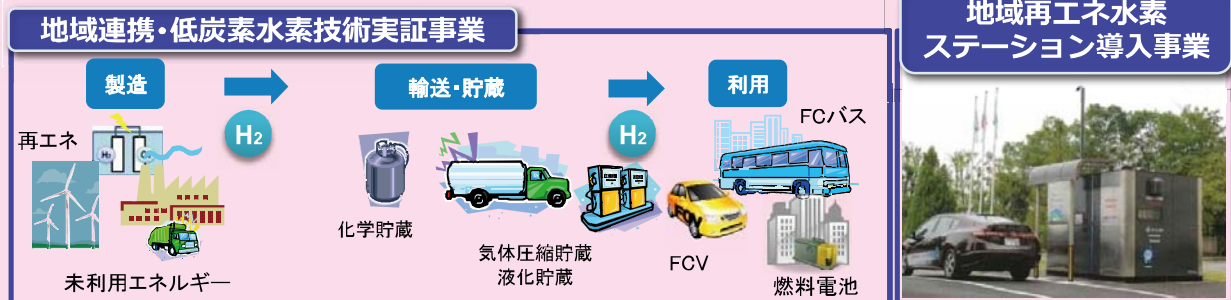 地域連携・低炭素水素技術実証事業
製造
H2
輸送・貯蔵
H2
利用
再エネ
H2
FCバス
化学貯蔵
気体圧縮貯蔵
液化貯蔵
FCV
未利用エネルギー
燃料電池
地域再エネ水素
ステーション導入事業